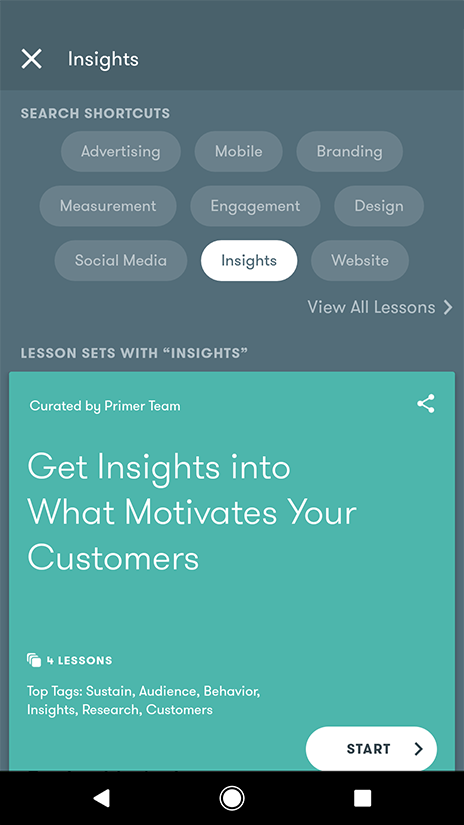 Insights
SEARCH SHORTCUTS
Advertising
Mobile
Branding
Measurement
Engagement
Design
Social Media
Insights
Website
View All Lessons
LESSON SETS WITH “INSIGHTS”
Curated by Primer Team
Get Insights into
What Motivates Your
Customers
4 LESSONS
Top Tags: Sustain, Audience, Behavior,
Insights, Research, Customers
START